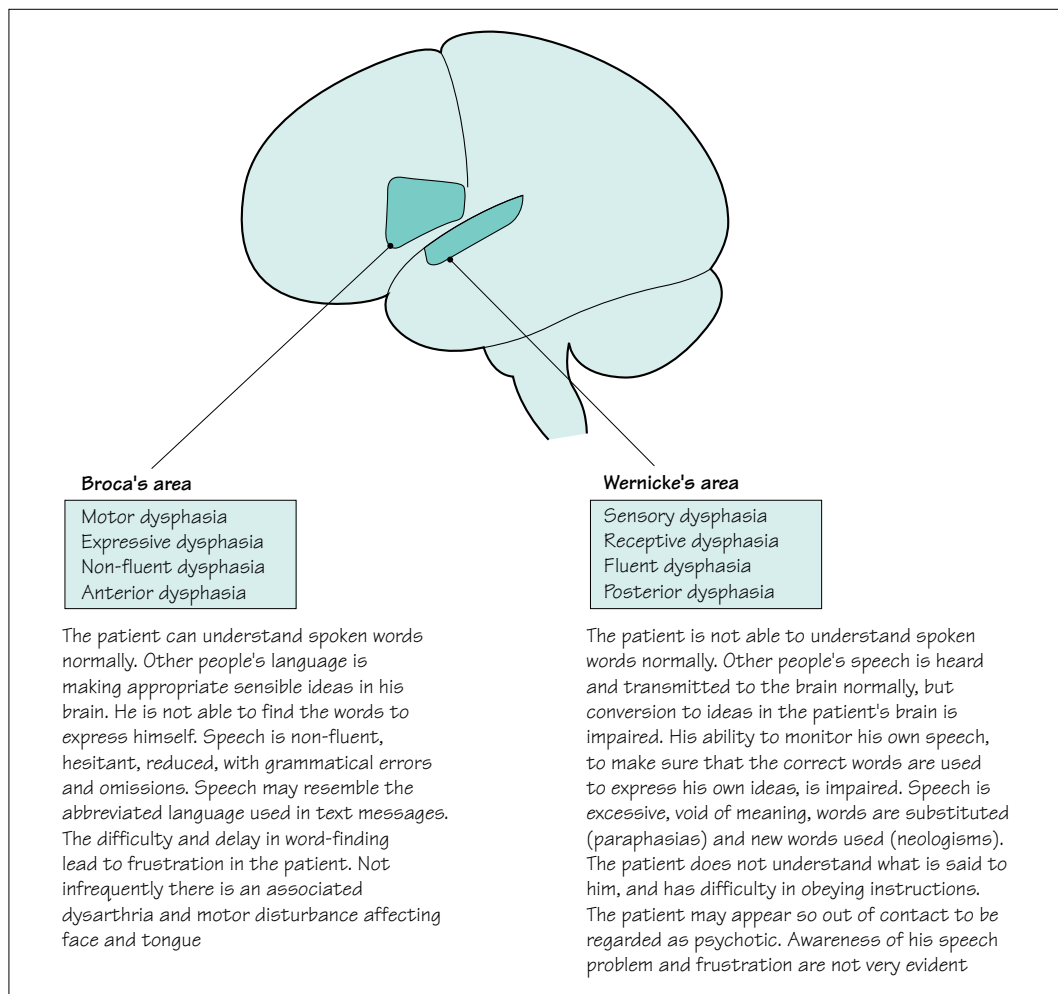 Broca's area
Motor dysphasia
Expressive dysphasia
Non-fluent dysphasia
Anterior dysphasia
The patient can understand spoken words
normally. Other people's language is
making appropriate sensible ideas in his
brain. He is not able to find the words to
express himself. Speech is non-fluent,
hesitant, reduced, with grammatical errors
and omissions. Speech may resemble the
abbreviated language used in text messages.
The difficulty and delay in word-finding
lead to frustration in the patient. Not
infrequently there is an associated
dysarthria and motor disturbance affecting
face and tongue
Wernicke's area
Sensory dysphasia
Receptive dysphasia
Fluent dysphasia
Posterior dysphasia
The patient is not able to understand spoken
words normally. Other people's speech is heard
and transmitted to the brain normally, but
conversion to ideas in the patient's brain is
impaired. His ability to monitor his own speech,
to make sure that the correct words are used
to express his own ideas, is impaired. Speech is
excessive, void of meaning, words are substituted
(paraphasias) and new words used (neologisms).
The patient does not understand what is said to
him, and has difficulty in obeying instructions.
The patient may appear so out of contact to be
regarded as psychotic. Awareness of his speech
problem and frustration are not very evident